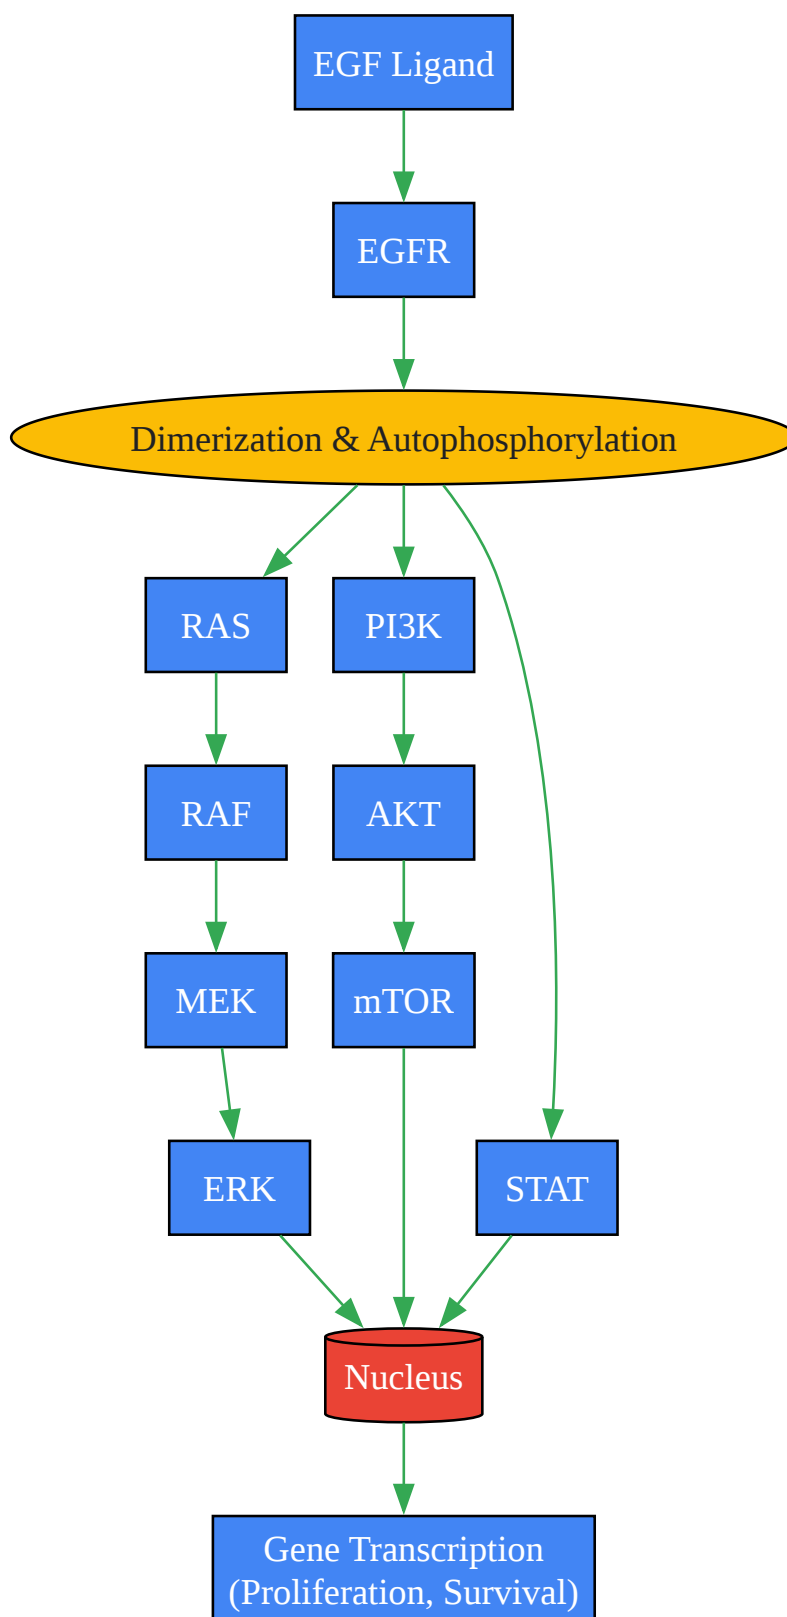 EGF Ligand
EGFR
Dimerization & Autophosphorylation
RAS
PI3K
RAF
AKT
MEK
mTOR
ERK
STAT
Nucleus
Gene Transcription
(Proliferation, Survival)